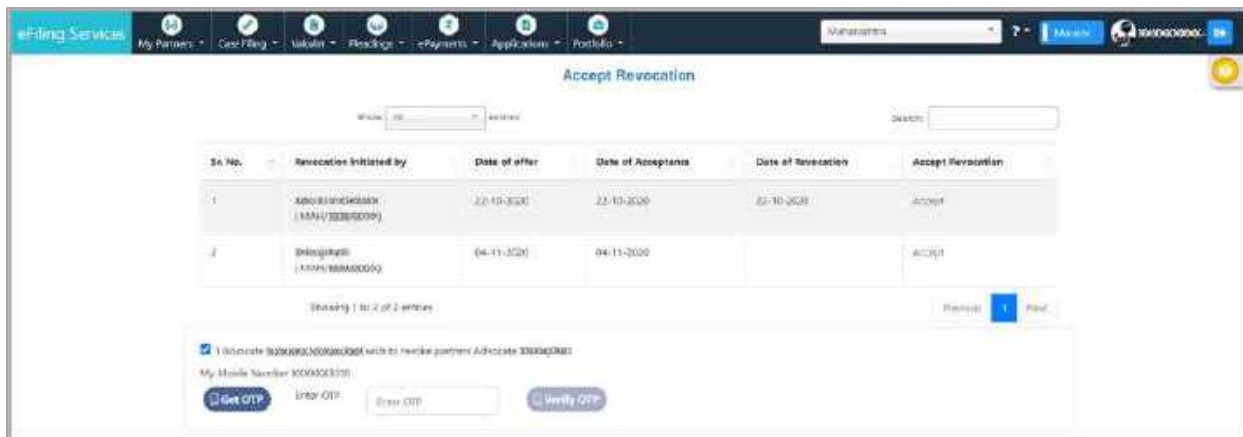 eFiling Services My Partners Case Filing Vakalat Pleadings ePayments Applications Portfolio Maharashtra ?
Accept Revocation
Show entries Search:
Sr. No. Revocation Initiated by Date of offer Date of Acceptance Date of Revocation Accept Revocation
1 22-10-2020 22-10-2020 22-10-2020 Accept
2 04-11-2020 04-11-2020 Accept
Showing 1 to 2 of 2 entries Previous 1 Next
I Advocate wish to revoke partners Advocate
My Mobile Number
Get OTP Enter OTP Enter OTP Verify OTP